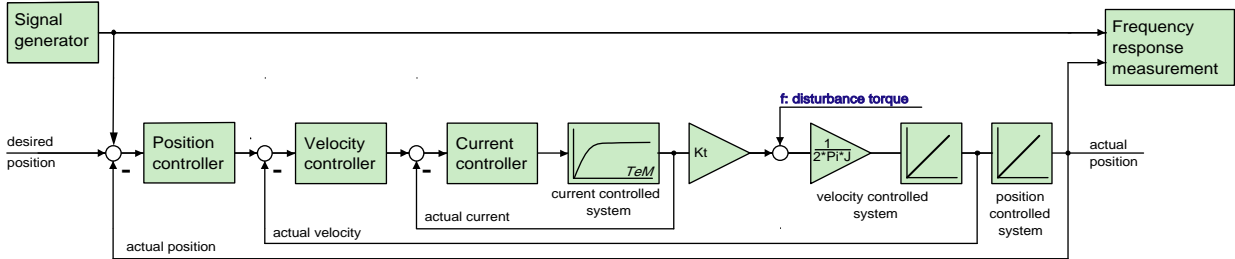 Signal
generator
Frequency
response
measurement
f: disturbance torque
desired
position
Position
controller
Velocity
controller
Current
controller
TeM
Kt
1
2*Pi*J
actual
position
-
-
-
current controlled
system
velocity controlled
system
position
controlled
system
actual current
actual velocity
actual position